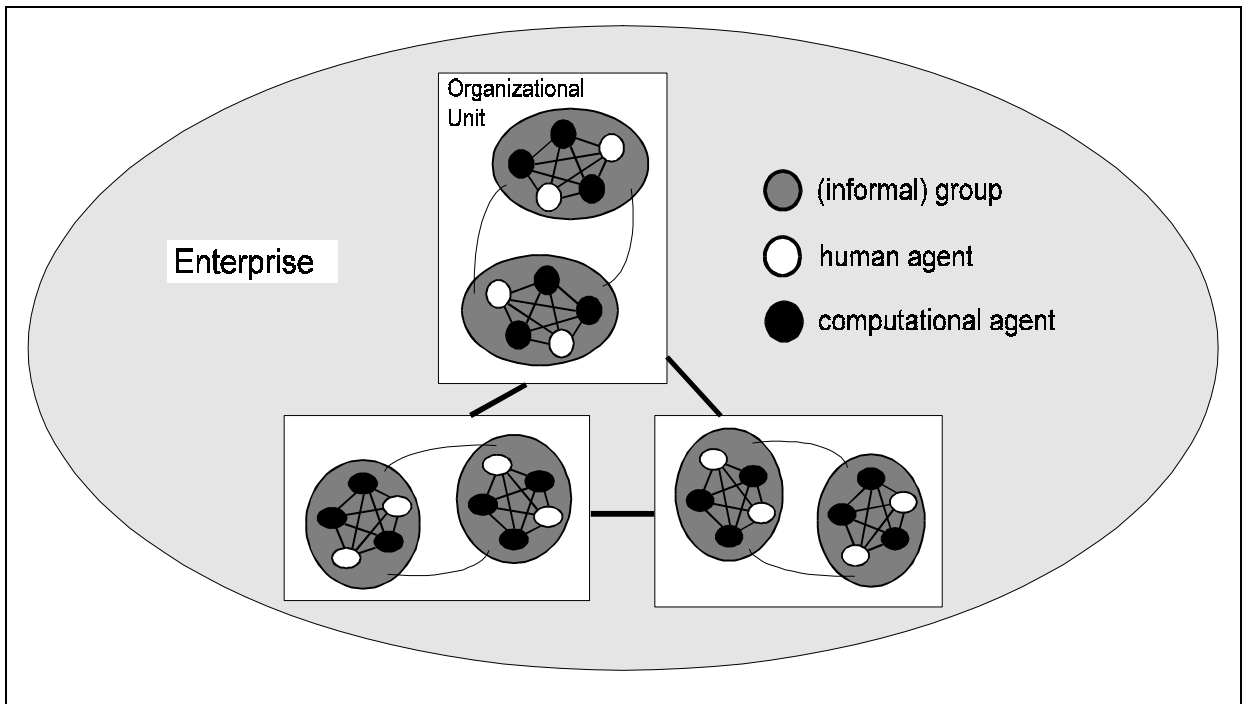 Organizational
Unit
Enterprise
(informal) group
human agent
computational agent